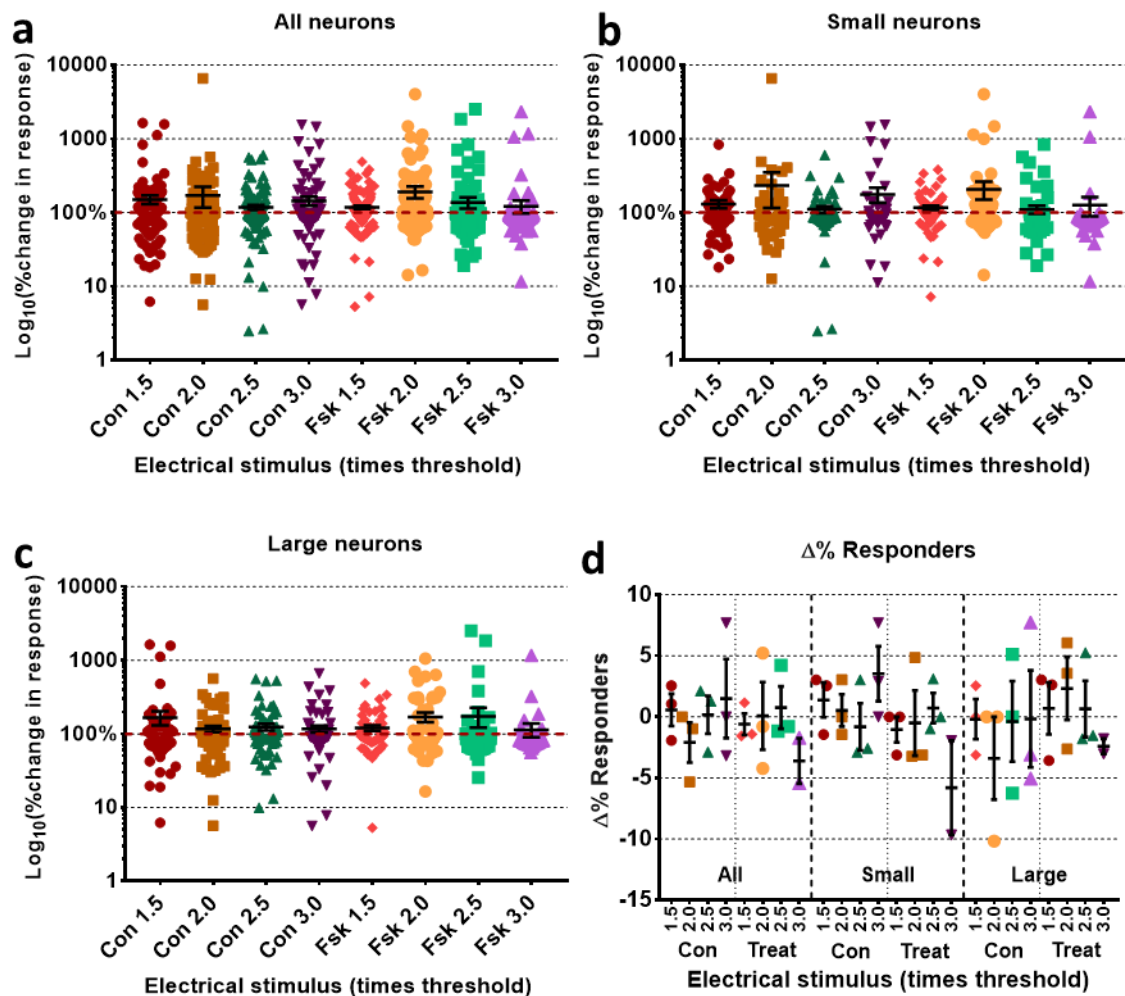 a
All neurons
Log10(%change in response)
10000
1000
100%
10
1
Con 1.5
Con 2.0
Con 2.5
Con 3.0
Fsk 1.5
Fsk 2.0
Fsk 2.5
Fsk 3.0
Electrical stimulus (times threshold)
b
Small neurons
Log10(%change in response)
10000
1000
100%
10
1
Con 1.5
Con 2.0
Con 2.5
Con 3.0
Fsk 1.5
Fsk 2.0
Fsk 2.5
Fsk 3.0
Electrical stimulus (times threshold)
c
Large neurons
Log10(%change in response)
10000
1000
100%
10
1
Con 1.5
Con 2.0
Con 2.5
Con 3.0
Fsk 1.5
Fsk 2.0
Fsk 2.5
Fsk 3.0
Electrical stimulus (times threshold)
d
Δ% Responders
Δ% Responders
10
5
0
-5
-10
-15
All Small Large
1.5 2.0 2.5 3.0 1.5 2.0 2.5 3.0 1.5 2.0 2.5 3.0 1.5 2.0 2.5 3.0 1.5 2.0 2.5 3.0 1.5 2.0 2.5 3.0
Con Treat Con Treat Con Treat
Electrical stimulus (times threshold)